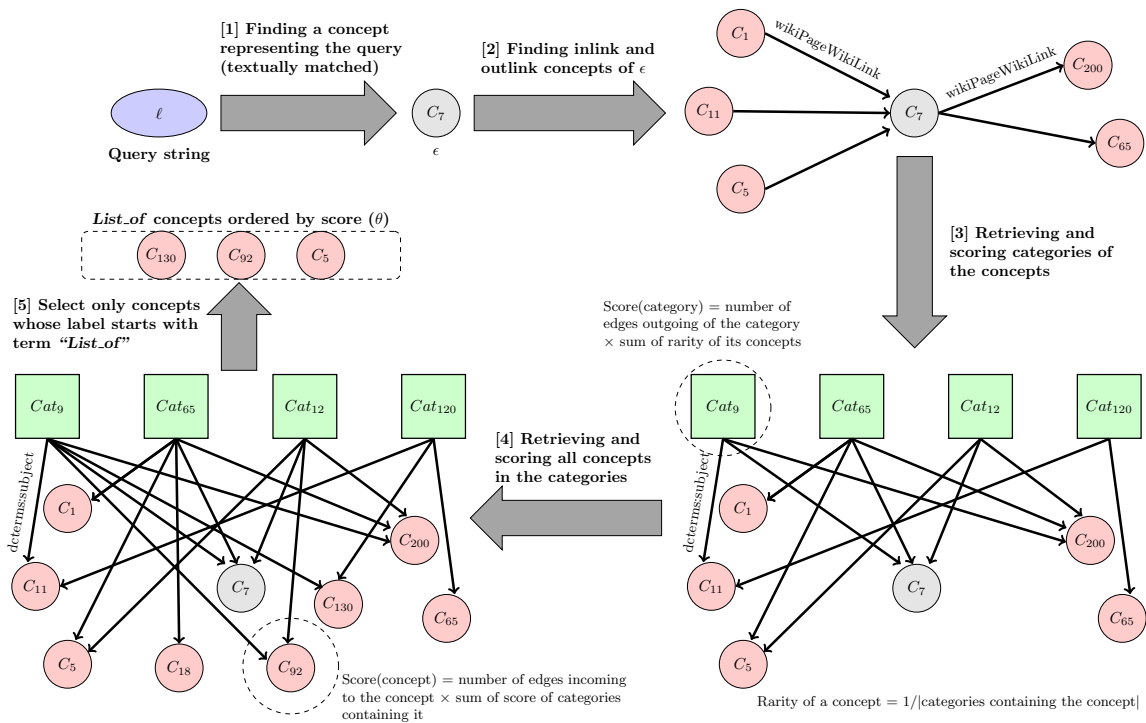 [1] Finding a concept
representing the query
(textually matched)
[2] Finding inlink and
outlink concepts of ϵ
ℓ
Query string
C₇
ϵ
C₁
C₁₁
C₅
wikiPageWikiLink
C₇
wikiPageWikiLink
C₂₀₀
C₆₅
[3] Retrieving and
scoring categories of
the concepts
Score(category) = number of
edges outgoing of the category
× sum of rarity of its concepts
Cat₉
Cat₆₅
Cat₁₂
Cat₁₂₀
dcterms:subject
C₁
C₂₀₀
C₁₁
C₇
C₆₅
C₅
Rarity of a concept = 1/|categories containing the concept|
[4] Retrieving and
scoring all concepts
in the categories
Cat₉
Cat₆₅
Cat₁₂
Cat₁₂₀
dcterms:subject
C₁
C₂₀₀
C₁₁
C₇
C₁₃₀
C₆₅
C₅
C₁₈
C₉₂
Score(concept) = number of edges incoming
to the concept × sum of score of categories
containing it
[5] Select only concepts
whose label starts with
term “List_of”
List_of concepts ordered by score (θ)
C₁₃₀
C₉₂
C₅